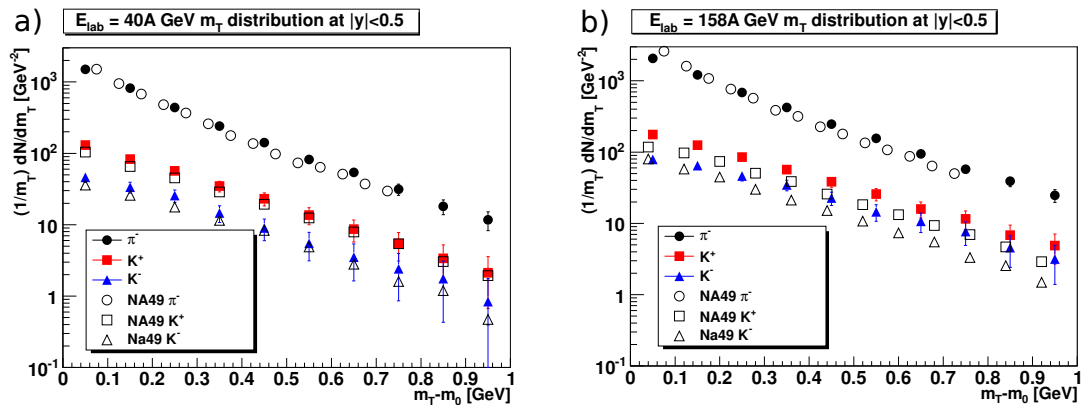 a)
E_lab = 40A GeV m_T distribution at |y|<0.5
(1/m_T) dN/dm_T [GeV^-2]
10^3
10^2
10
1
10^-1
π^-
K^+
K^-
NA49 π^-
NA49 K^+
Na49 K^-
0 0.1 0.2 0.3 0.4 0.5 0.6 0.7 0.8 0.9 1
m_T-m_0 [GeV]
b)
E_lab = 158A GeV m_T distribution at |y|<0.5
(1/m_T) dN/dm_T [GeV^-2]
10^3
10^2
10
1
10^-1
π^-
K^+
K^-
NA49 π^-
NA49 K^+
Na49 K^-
0 0.1 0.2 0.3 0.4 0.5 0.6 0.7 0.8 0.9 1
m_T-m_0 [GeV]